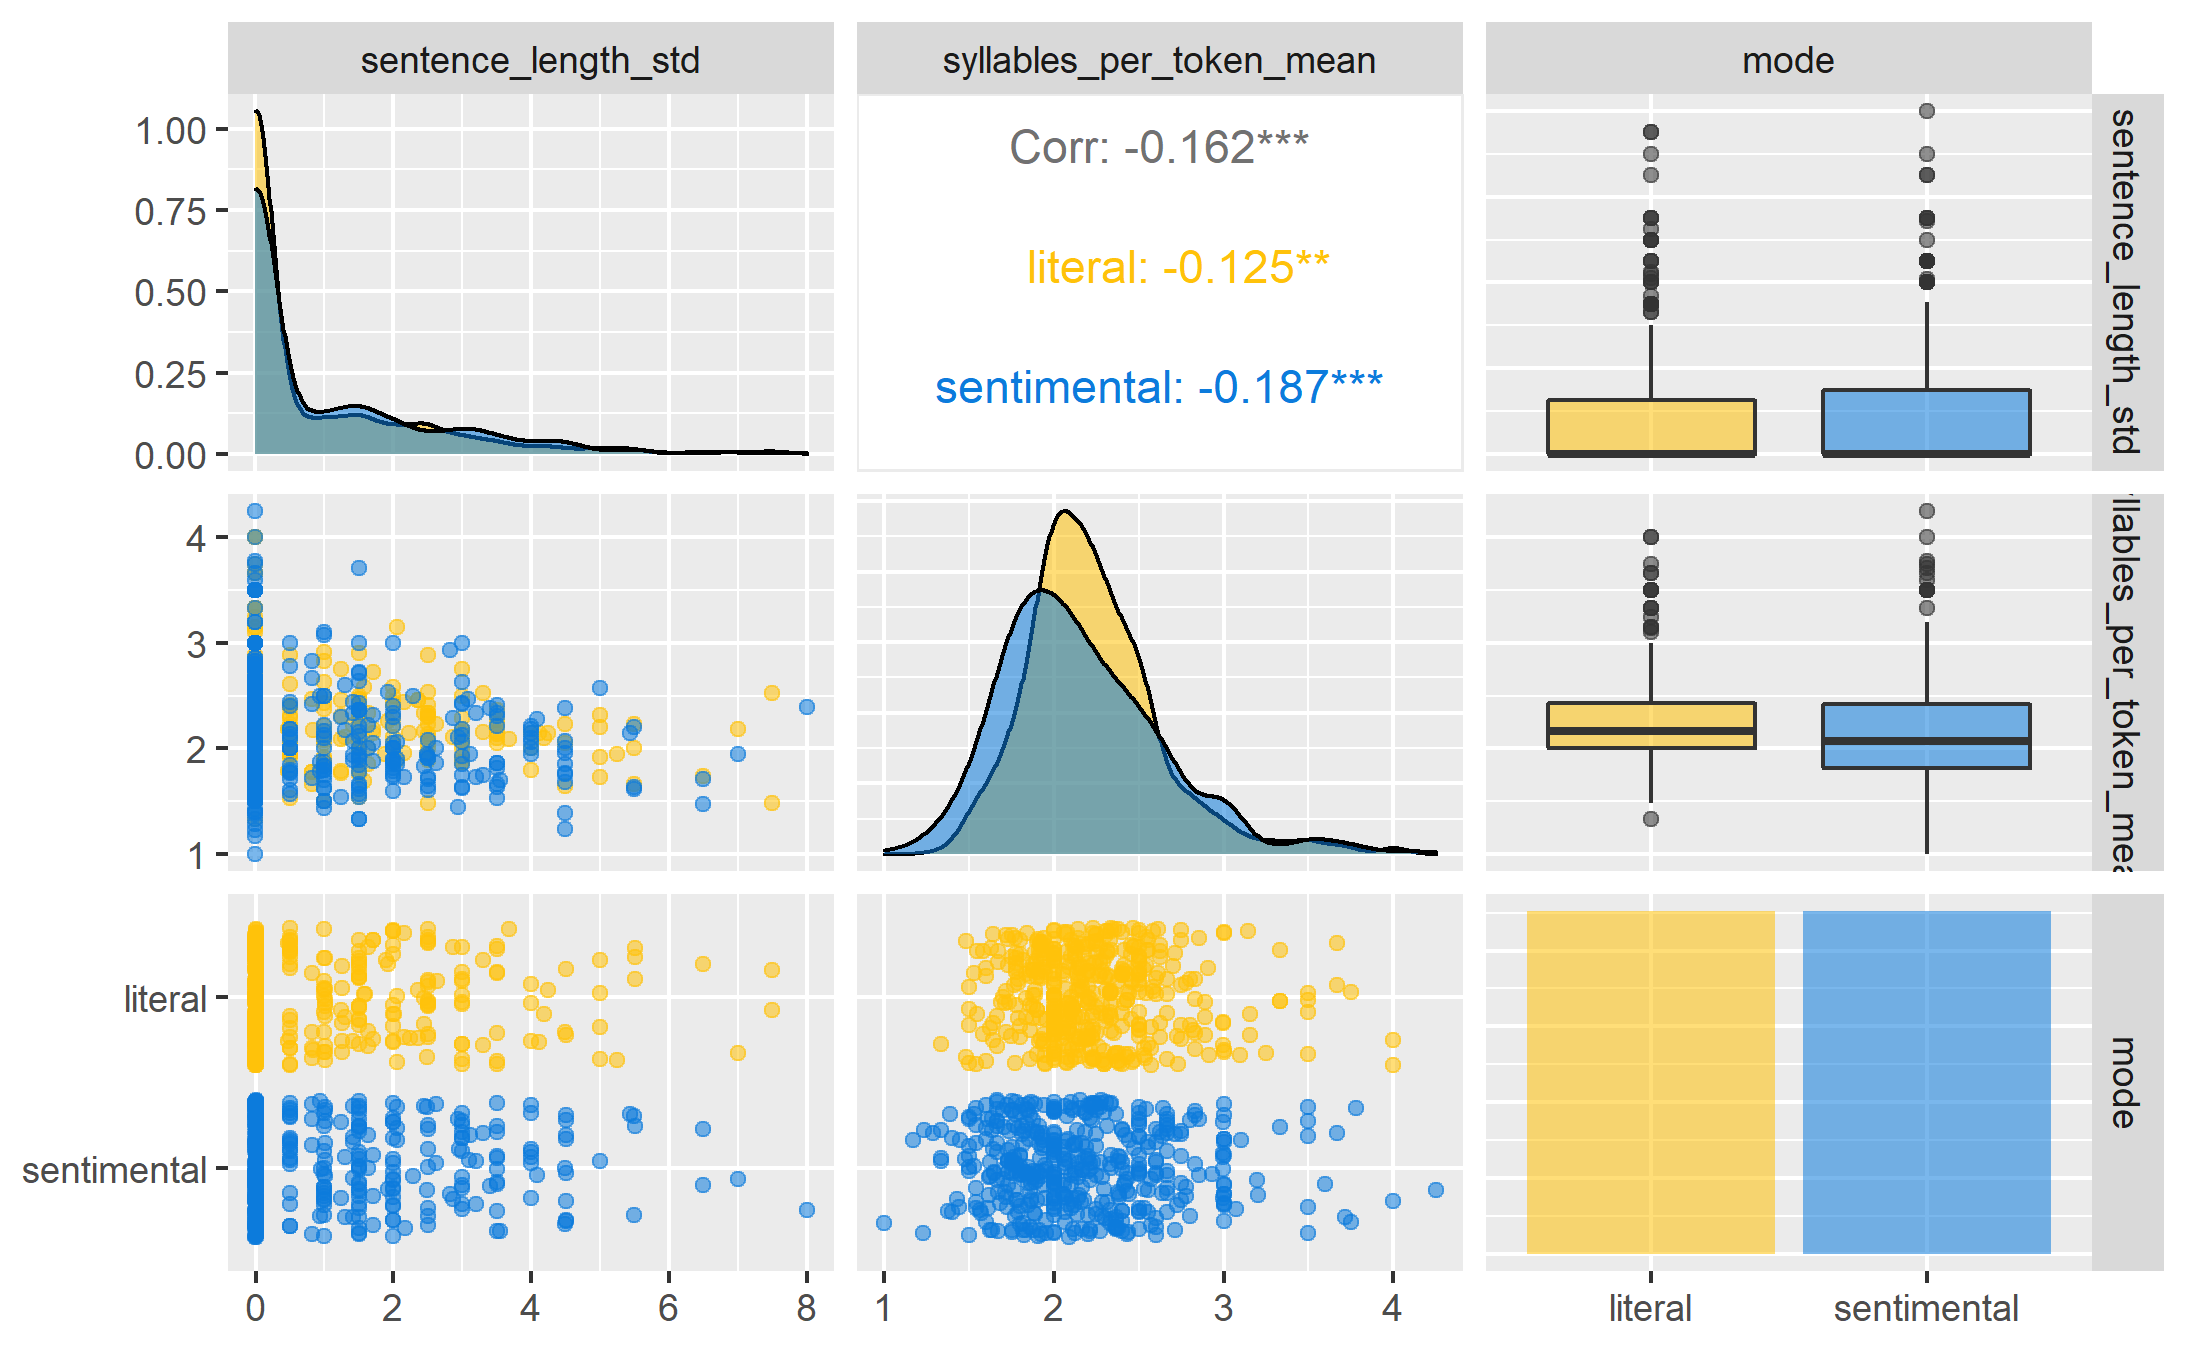 sentence_length_std
syllables_per_token_mean
mode
1.00
0.75
0.50
0.25
0.00
Corr: -0.162***
literal: -0.125**
sentimental: -0.187***
sentence_length_std
4
3
2
1
llables_per_token_mea
literal
sentimental
mode
0 2 4 6 8
1 2 3 4
literal sentimental